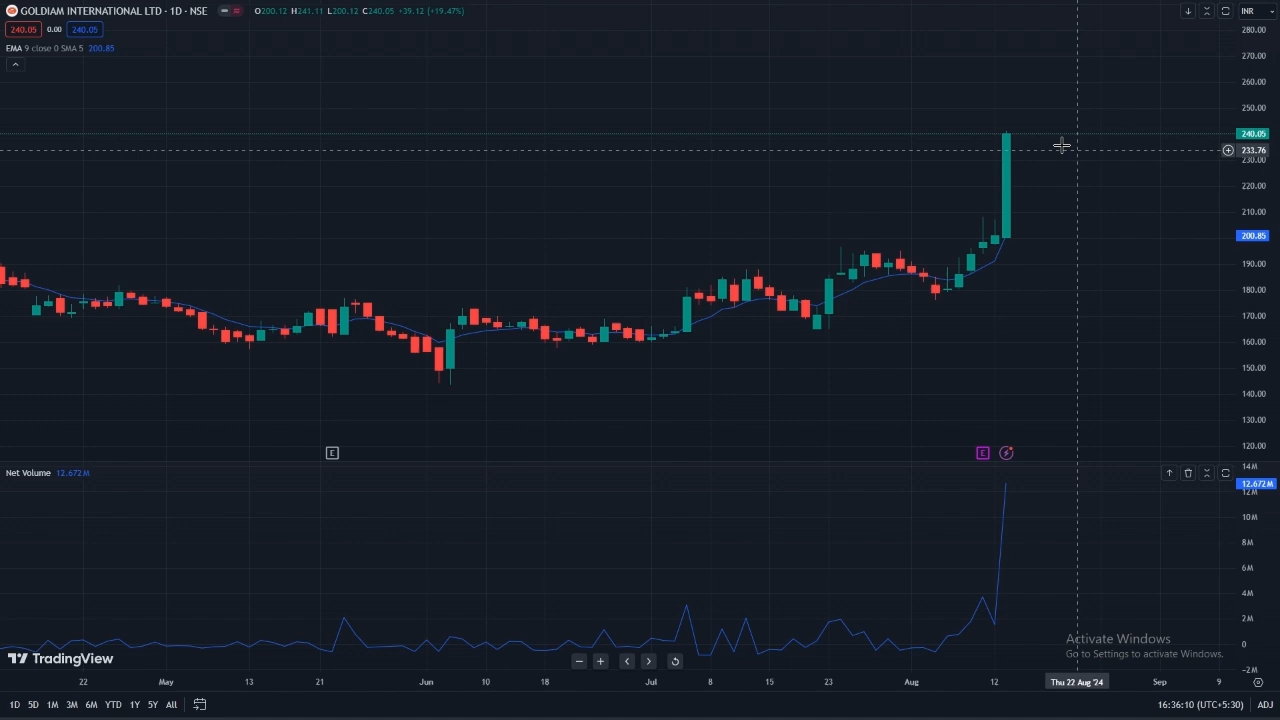 GOLDIAM INTERNATIONAL LTD · 1D · NSE O200.12 H241.11 L200.12 C240.05 +39.12 (+19.47%) INR
240.05 0.00 240.05
EMA 9 close 0 SMA 5 200.85
280.00
270.00
260.00
250.00
240.05
233.76
230.00
220.00
210.00
200.85
190.00
180.00
170.00
160.00
150.00
140.00
130.00
120.00
E E
Net Volume 12.672M
14M
12.672M
12M
10M
8M
6M
4M
2M
0
−2M
Activate Windows
Go to Settings to activate Windows.
TradingView
22 May 13 21 Jun 10 18 Jul 8 15 23 Aug 12 Thu 22 Aug '24 Sep 9
1D 5D 1M 3M 6M YTD 1Y 5Y All 16:36:10 (UTC+5:30) ADJ